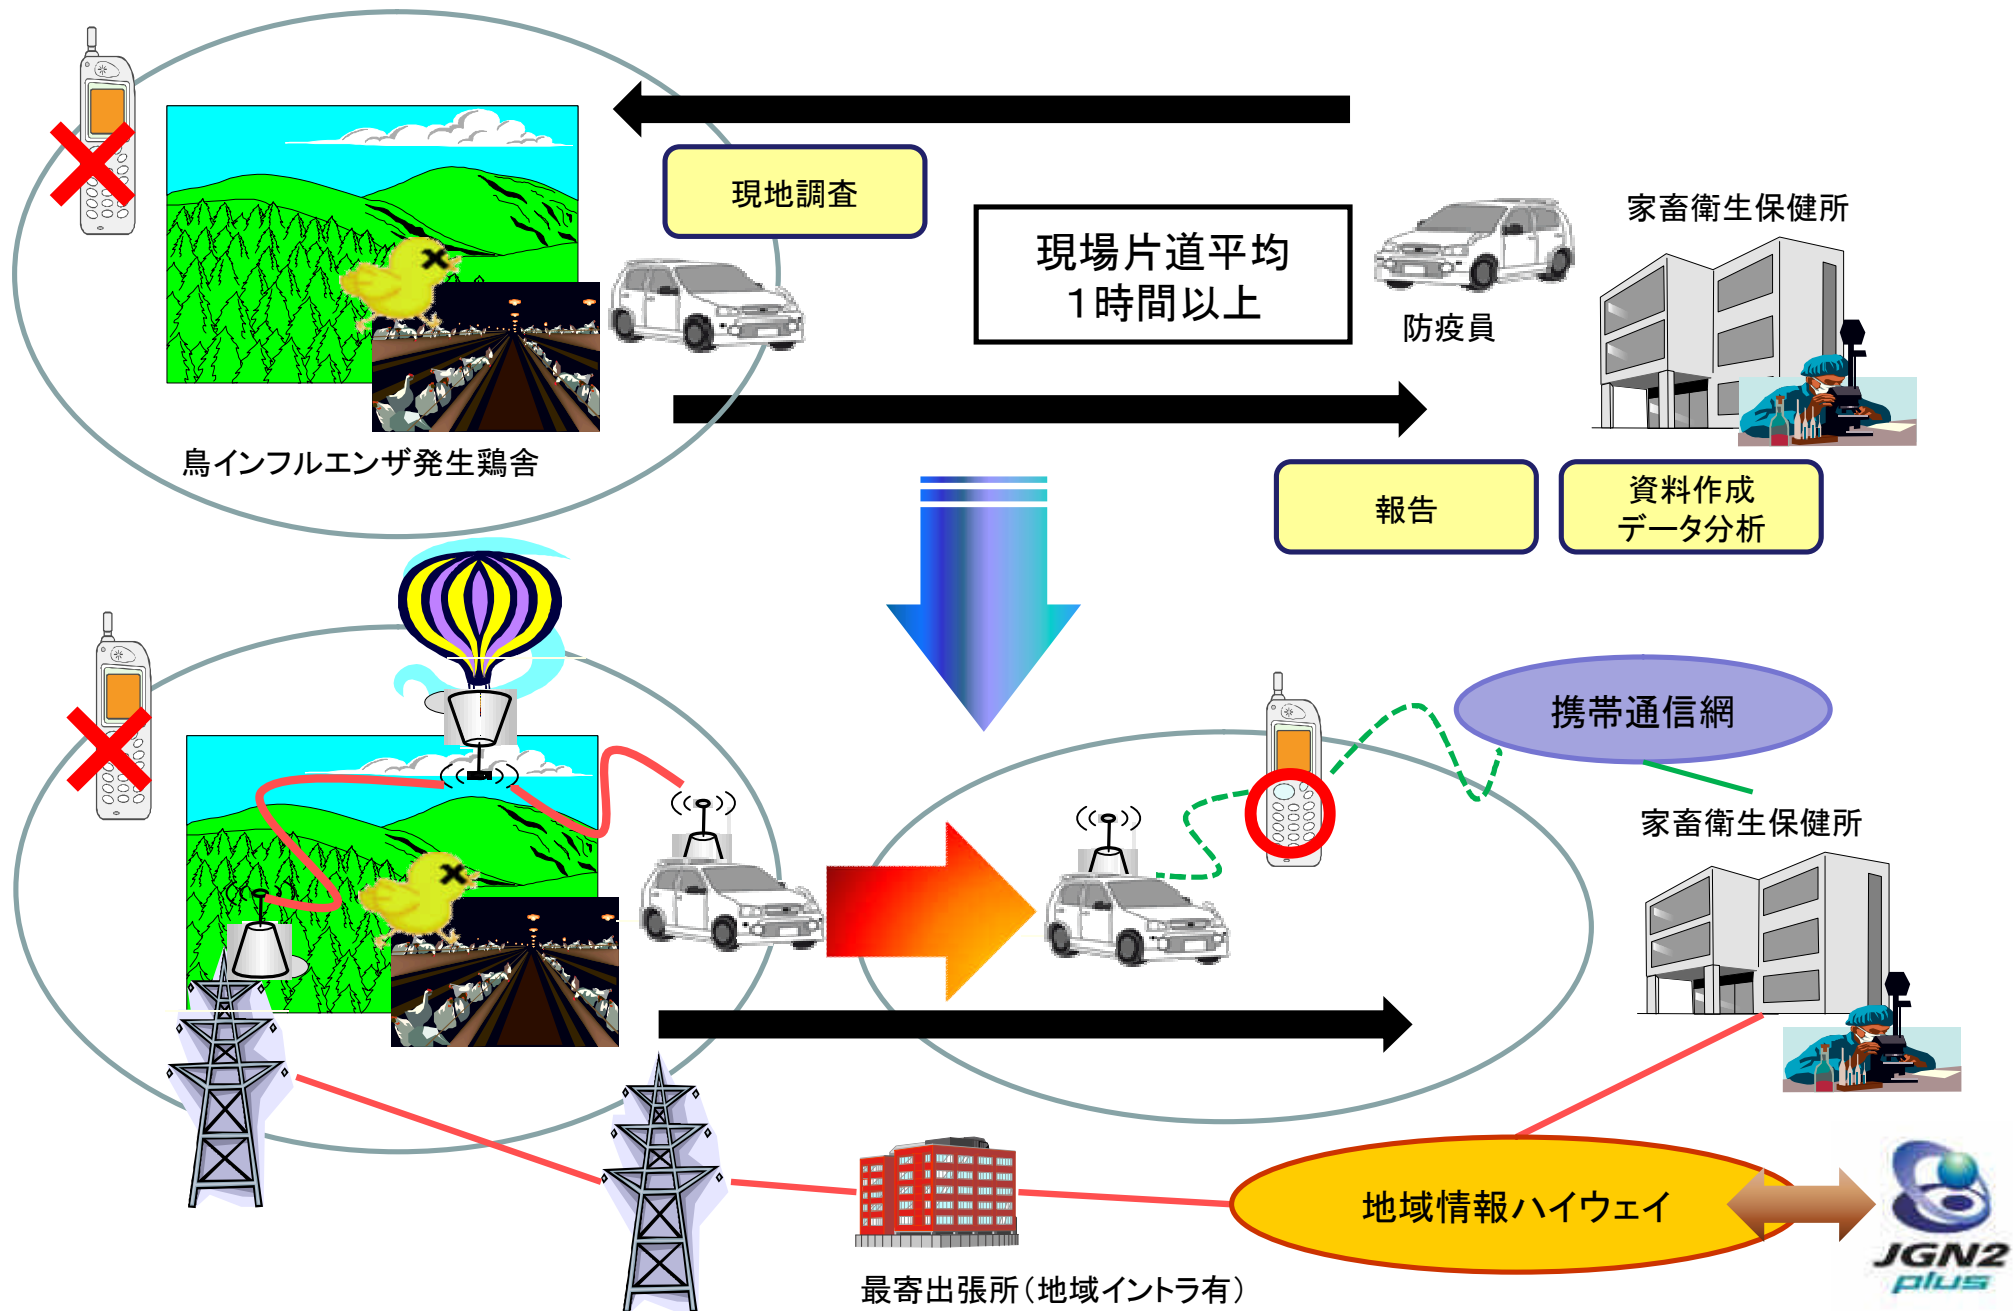 現地調査
家畜衛生保健所
現場片道平均
1時間以上
防疫員
鳥インフルエンザ発生鶏舎
報告
資料作成
データ分析
携帯通信網
家畜衛生保健所
地域情報ハイウェイ
JGN2
plus
最寄出張所(地域イントラ有)